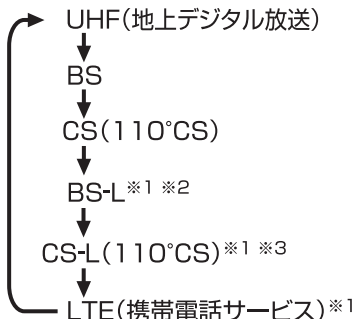 UHF(地上デジタル放送)
BS
CS(110°CS)
BS-L※1 ※2
CS-L(110°CS)※1 ※3
LTE(携帯電話サービス)※1